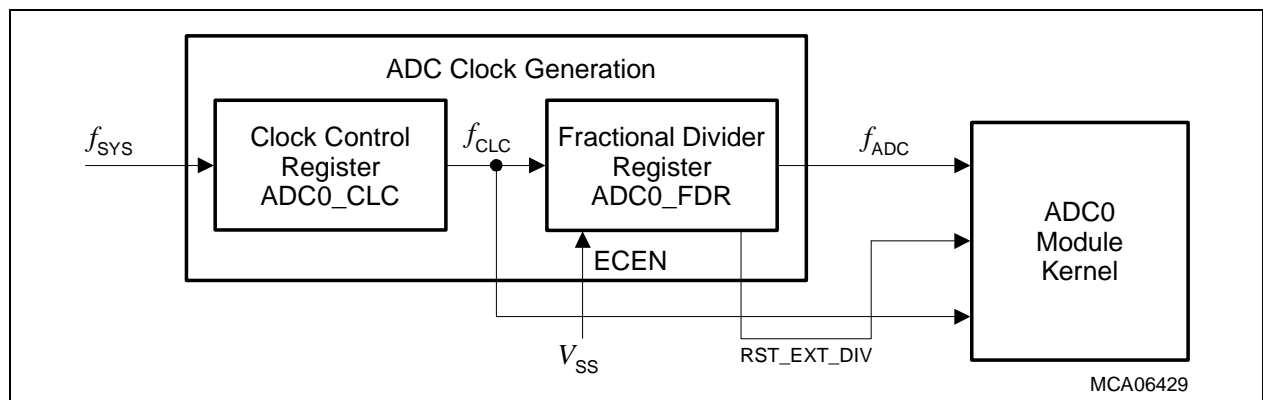 ADC Clock Generation
fSYS
Clock Control
Register
ADC0_CLC
fCLC
Fractional Divider
Register
ADC0_FDR
fADC
ADC0
Module
Kernel
ECEN
VSS
RST_EXT_DIV
MCA06429